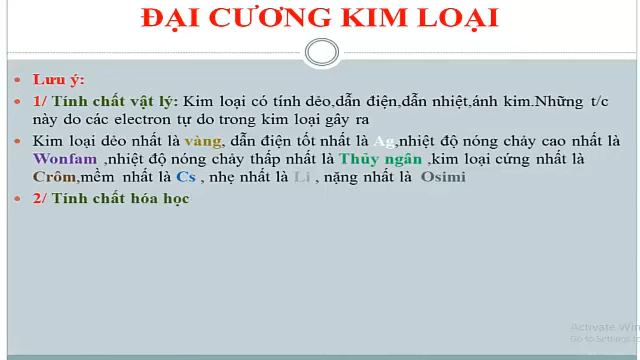 ĐẠI CƯƠNG KIM LOẠI
Lưu ý:
1/ Tính chất vật lý: Kim loại có tính dẻo,dẫn điện,dẫn nhiệt,ánh kim.Những t/c
này do các electron tự do trong kim loại gây ra
Kim loại dẻo nhất là vàng, dẫn điện tốt nhất là Ag,nhiệt độ nóng chảy cao nhất là
Wonfam ,nhiệt độ nóng chảy thấp nhất là Thủy ngân ,kim loại cứng nhất là
Crôm,mềm nhất là Cs , nhẹ nhất là Li , nặng nhất là Osimi
2/ Tính chất hóa học
Activate Win
Go to Settings to